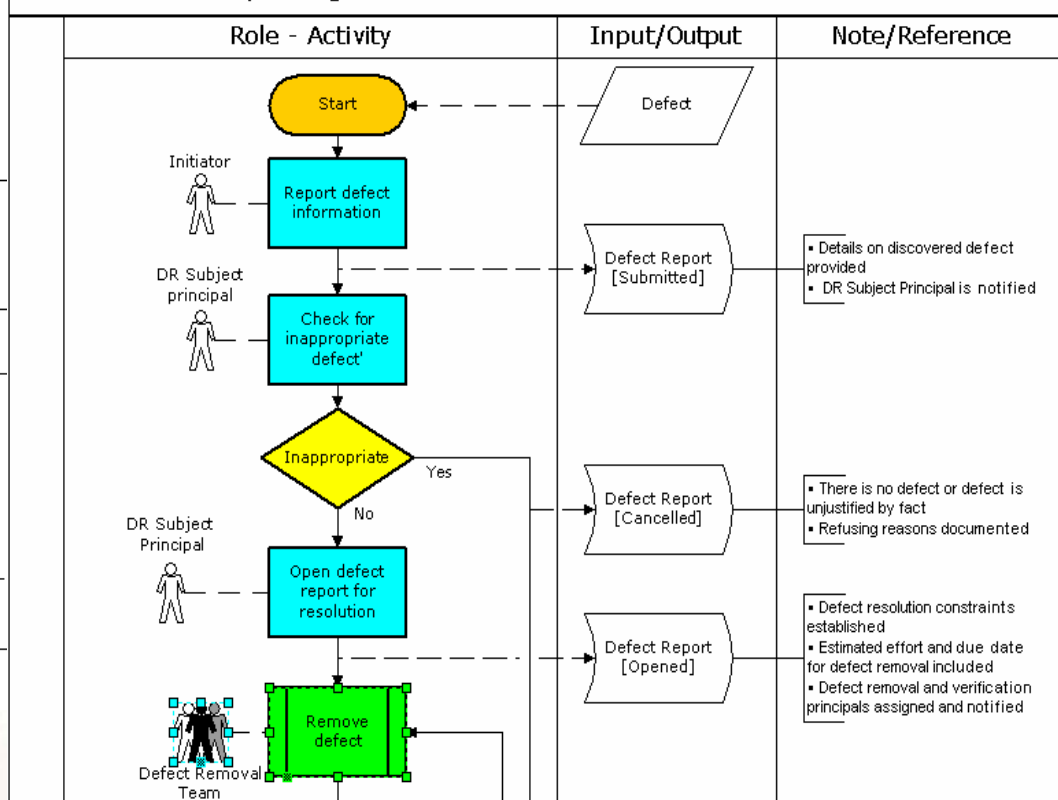 Role - Activity
Input/Output
Note/Reference
Start
Defect
Initiator
Report defect
information
Defect Report
[Submitted]
▪ Details on discovered defect
provided
▪ DR Subject Principal is notified
DR Subject
principal
Check for
inappropriate
defect'
Inappropriate
Yes
No
Defect Report
[Cancelled]
▪ There is no defect or defect is
unjustified by fact
▪ Refusing reasons documented
DR Subject
Principal
Open defect
report for
resolution
Defect Report
[Opened]
▪ Defect resolution constraints
established
▪ Estimated effort and due date
for defect removal included
▪ Defect removal and verification
principals assigned and notified
Remove
defect
Defect Removal
Team